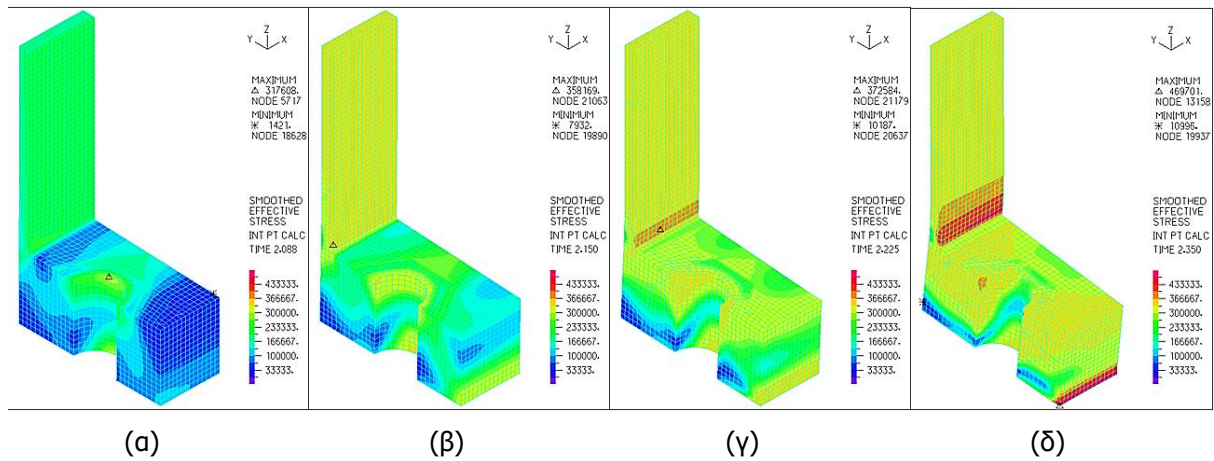 Z
Y X
MAXIMUM
△ 317608.
NODE 5717
MINIMUM
✳ 1421.
NODE 18628
SMOOTHED
EFFECTIVE
STRESS
INT PT CALC
TIME 2.088
433333.
366667.
300000.
233333.
166667.
100000.
33333.
(α)
Z
Y X
MAXIMUM
△ 358169.
NODE 21063
MINIMUM
✳ 7932.
NODE 19890
SMOOTHED
EFFECTIVE
STRESS
INT PT CALC
TIME 2.150
433333.
366667.
300000.
233333.
166667.
100000.
33333.
(β)
Z
Y X
MAXIMUM
△ 372584.
NODE 21179
MINIMUM
✳ 10187.
NODE 20637
SMOOTHED
EFFECTIVE
STRESS
INT PT CALC
TIME 2.225
433333.
366667.
300000.
233333.
166667.
100000.
33333.
(γ)
Z
Y X
MAXIMUM
△ 469701.
NODE 13158
MINIMUM
✳ 10996.
NODE 19937
SMOOTHED
EFFECTIVE
STRESS
INT PT CALC
TIME 2.350
433333.
366667.
300000.
233333.
166667.
100000.
33333.
(δ)